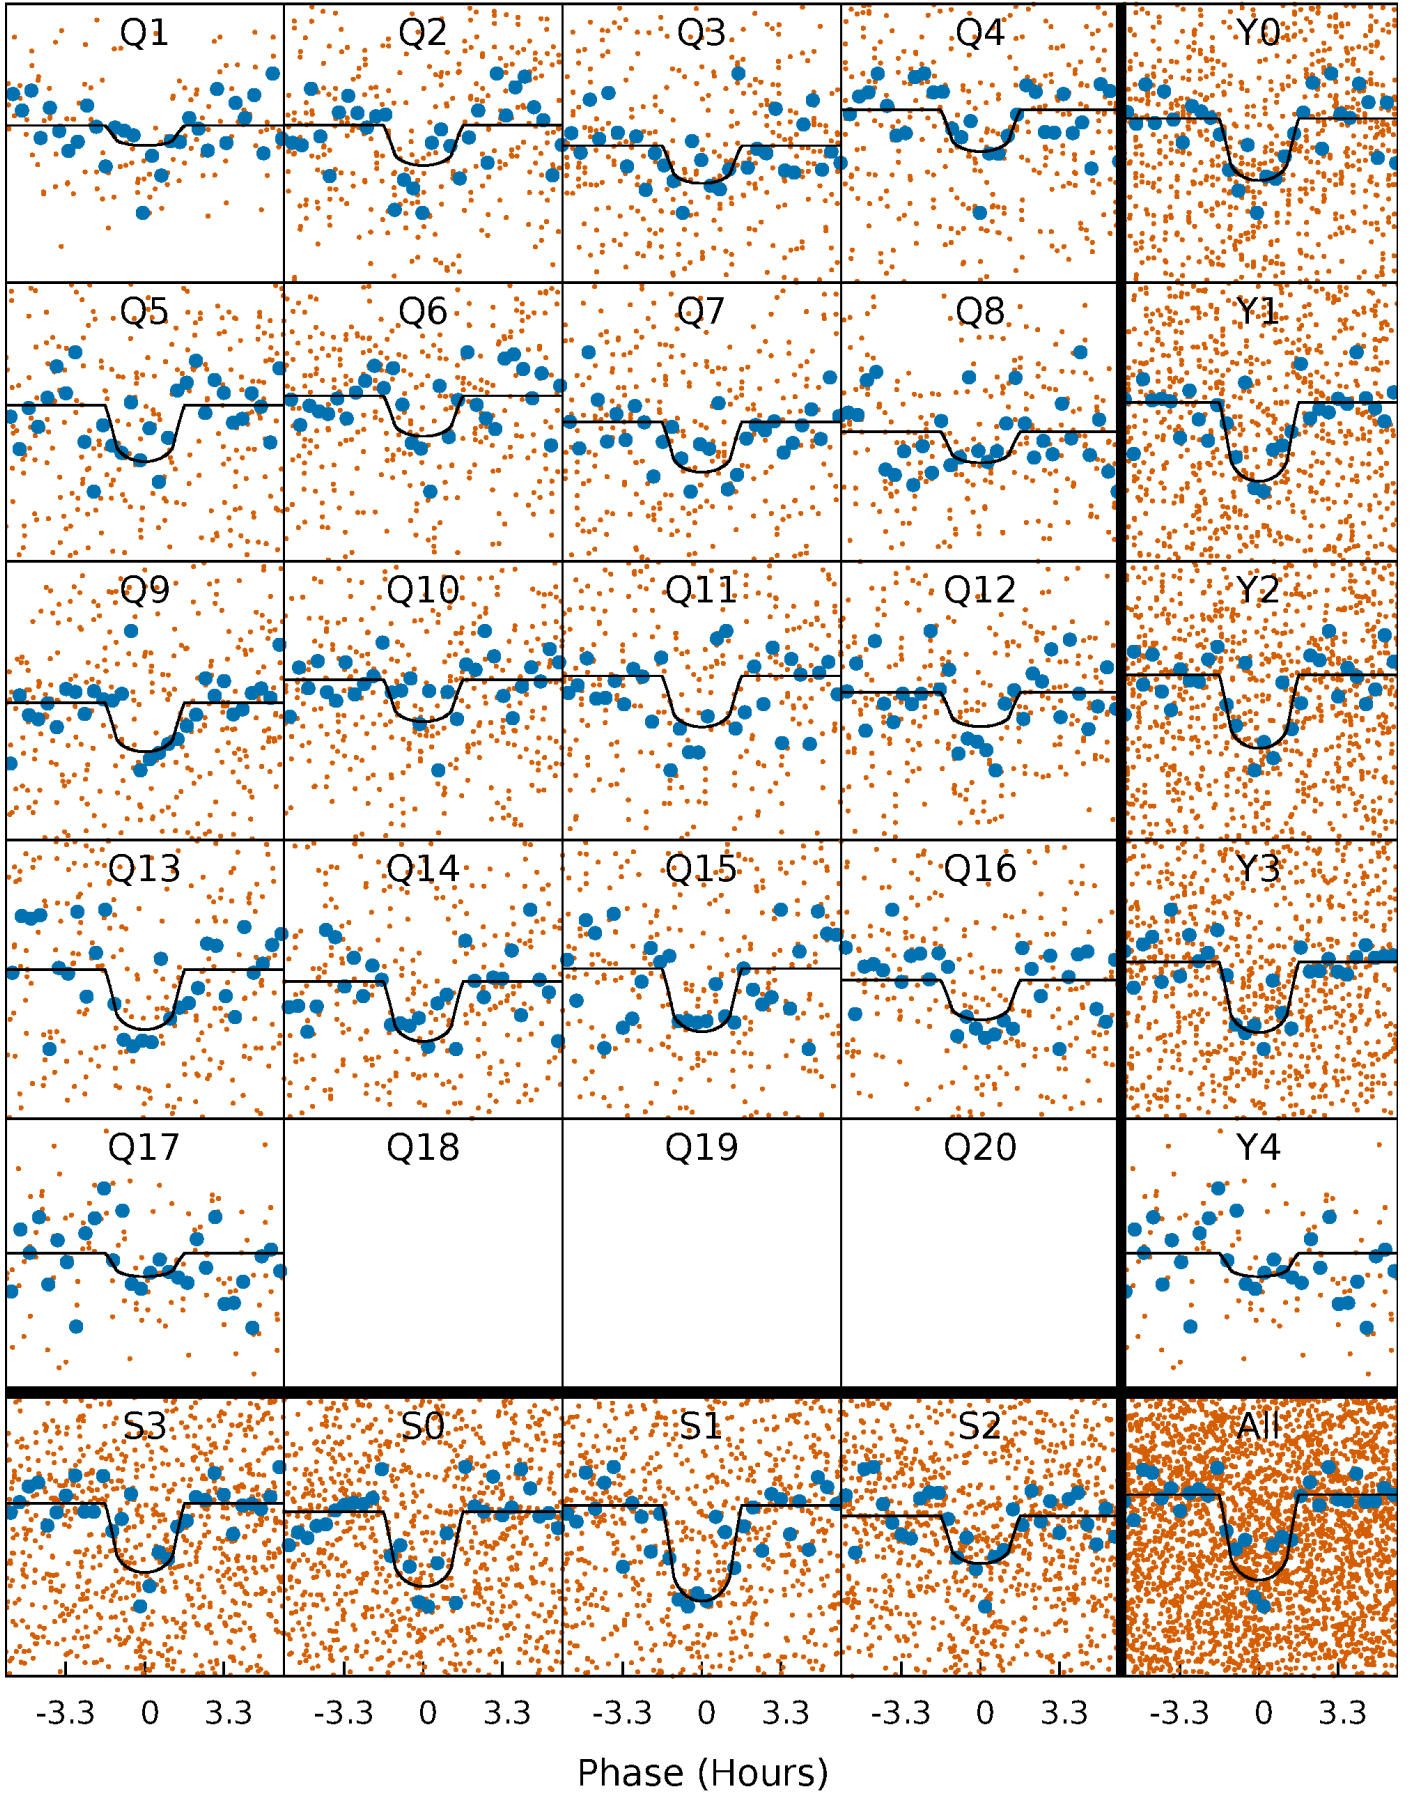 Q1 Q2 Q3 Q4 Y0
Q5 Q6 Q7 Q8 Y1
Q9 Q10 Q11 Q12 Y2
Q13 Q14 Q15 Q16 Y3
Q17 Q18 Q19 Q20 Y4
S3 S0 S1 S2 All
-3.3 0 3.3 -3.3 0 3.3 -3.3 0 3.3 -3.3 0 3.3 -3.3 0 3.3
Phase (Hours)